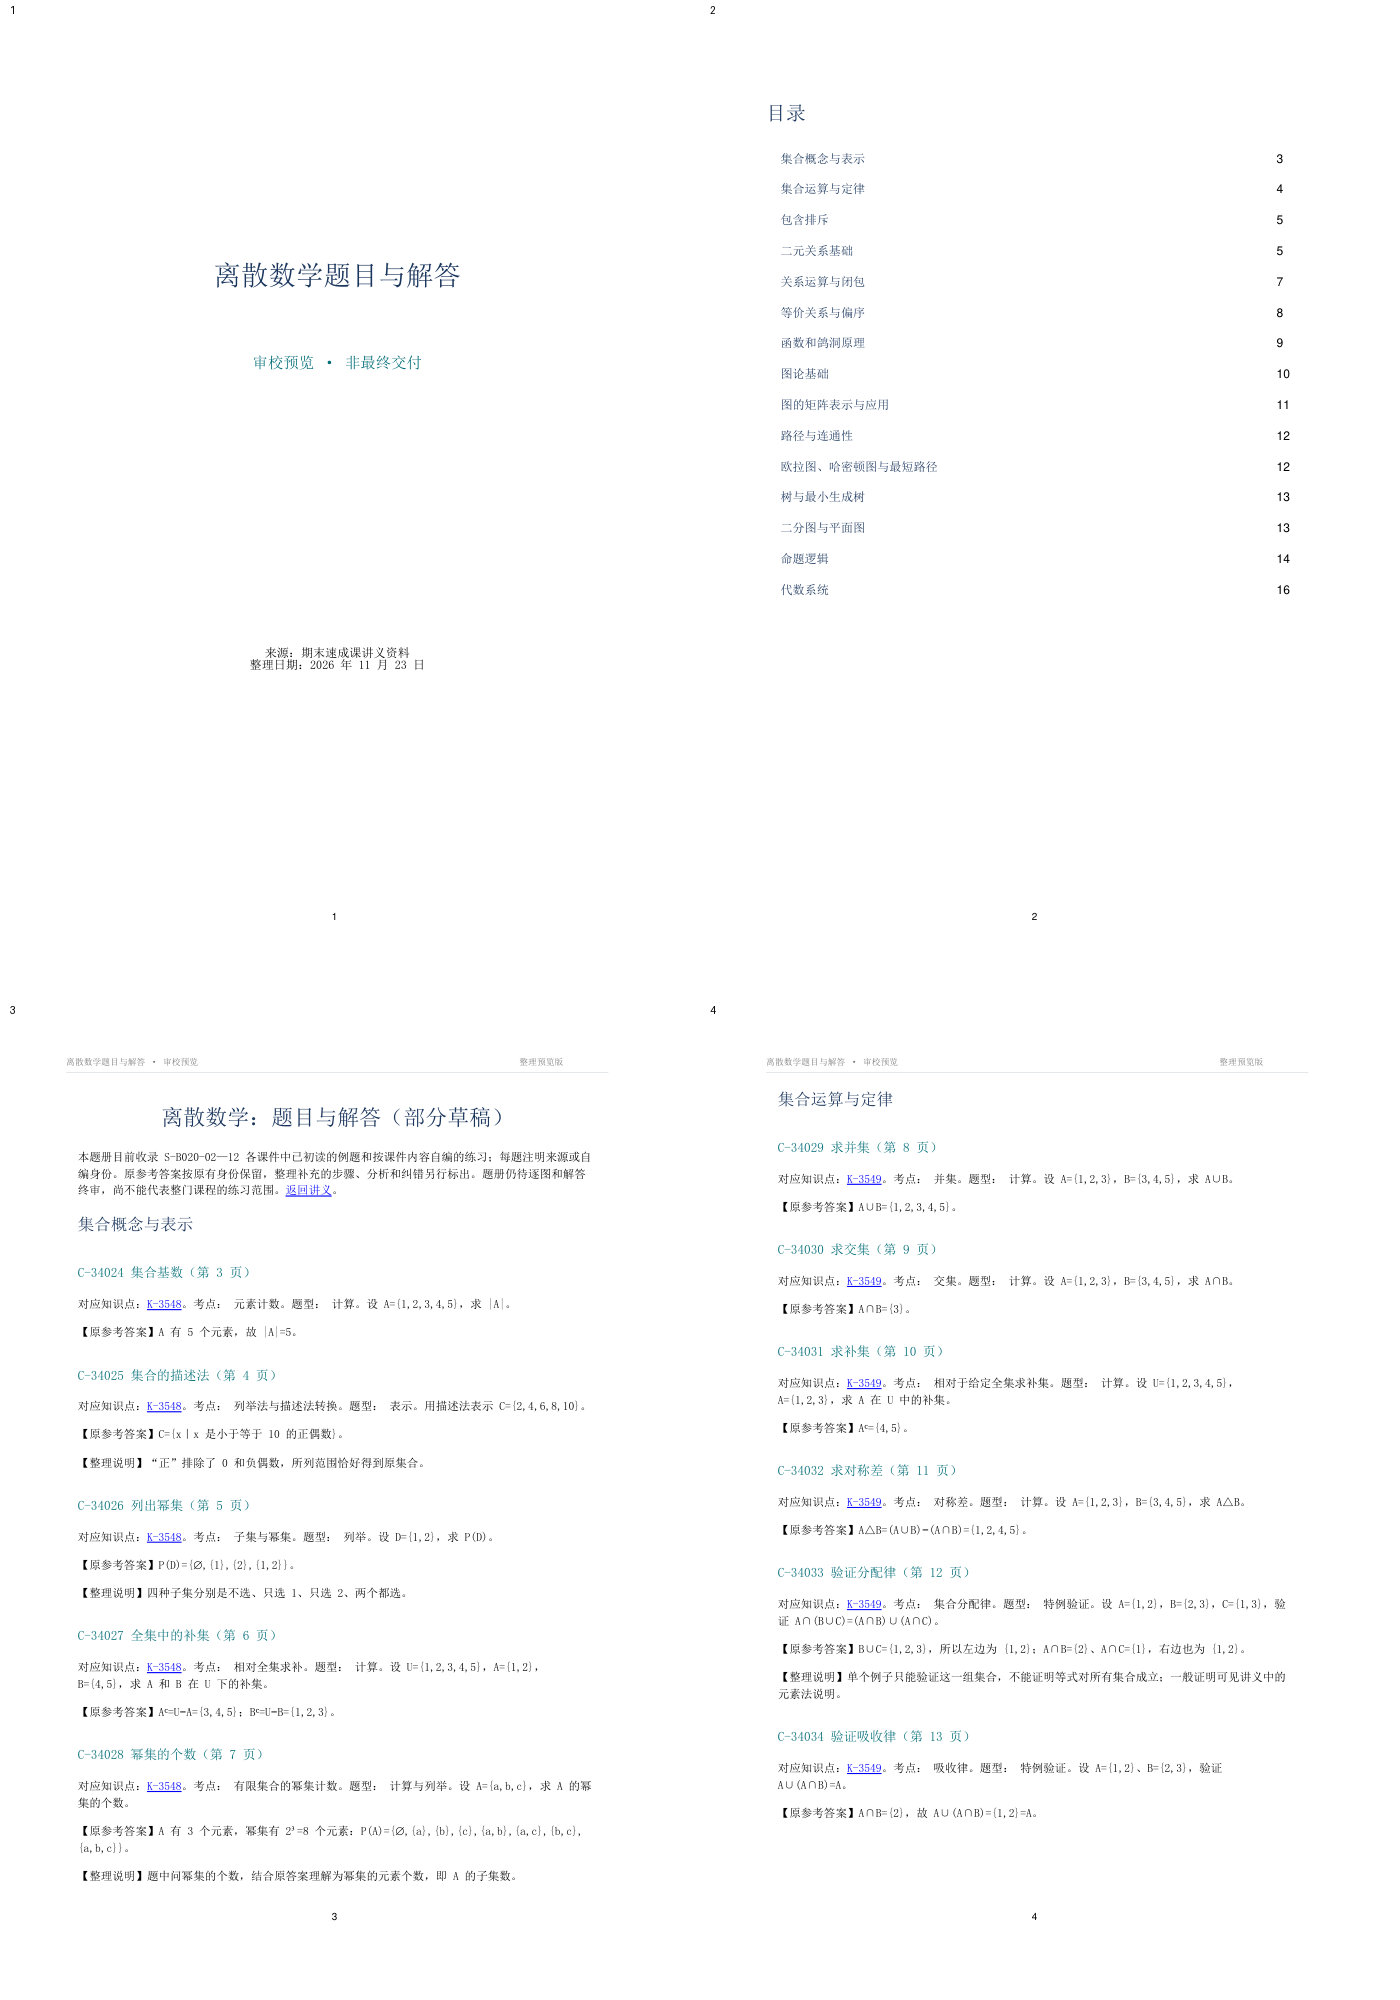 1
离散数学题目与解答
审校预览 • 非最终交付
来源：期末速成课讲义资料
整理日期：2026 年 11 月 23 日
1
2
目录
集合概念与表示 3
集合运算与定律 4
包含排斥 5
二元关系基础 5
关系运算与闭包 7
等价关系与偏序 8
函数和鸽洞原理 9
图论基础 10
图的矩阵表示与应用 11
路径与连通性 12
欧拉图、哈密顿图与最短路径 12
树与最小生成树 13
二分图与平面图 13
命题逻辑 14
代数系统 16
2
3
离散数学题目与解答 • 审校预览 整理预览版
离散数学：题目与解答（部分草稿）
本题册目前收录 S-B020-02—12 各课件中已初读的例题和按课件内容自编的练习；每题注明来源或自
编身份。原参考答案按原有身份保留，整理补充的步骤、分析和纠错另行标出。题册仍待逐图和解答
终审，尚不能代表整门课程的练习范围。返回讲义。
集合概念与表示
C-34024 集合基数（第 3 页）
对应知识点：K-3548。考点： 元素计数。题型： 计算。设 A={1,2,3,4,5}，求 |A|。
【原参考答案】A 有 5 个元素，故 |A|=5。
C-34025 集合的描述法（第 4 页）
对应知识点：K-3548。考点： 列举法与描述法转换。题型： 表示。用描述法表示 C={2,4,6,8,10}。
【原参考答案】C={x∣x 是小于等于 10 的正偶数}。
【整理说明】“正”排除了 0 和负偶数，所列范围恰好得到原集合。
C-34026 列出幂集（第 5 页）
对应知识点：K-3548。考点： 子集与幂集。题型： 列举。设 D={1,2}，求 P(D)。
【原参考答案】P(D)={∅,{1},{2},{1,2}}。
【整理说明】四种子集分别是不选、只选 1、只选 2、两个都选。
C-34027 全集中的补集（第 6 页）
对应知识点：K-3548。考点： 相对全集求补。题型： 计算。设 U={1,2,3,4,5}，A={1,2}，
B={4,5}，求 A 和 B 在 U 下的补集。
【原参考答案】Aᶜ=U−A={3,4,5}；Bᶜ=U−B={1,2,3}。
C-34028 幂集的个数（第 7 页）
对应知识点：K-3548。考点： 有限集合的幂集计数。题型： 计算与列举。设 A={a,b,c}，求 A 的幂
集的个数。
【原参考答案】A 有 3 个元素，幂集有 2³=8 个元素：P(A)={∅,{a},{b},{c},{a,b},{a,c},{b,c},
{a,b,c}}。
【整理说明】题中问幂集的个数，结合原答案理解为幂集的元素个数，即 A 的子集数。
3
4
离散数学题目与解答 • 审校预览 整理预览版
集合运算与定律
C-34029 求并集（第 8 页）
对应知识点：K-3549。考点： 并集。题型： 计算。设 A={1,2,3}，B={3,4,5}，求 A∪B。
【原参考答案】A∪B={1,2,3,4,5}。
C-34030 求交集（第 9 页）
对应知识点：K-3549。考点： 交集。题型： 计算。设 A={1,2,3}，B={3,4,5}，求 A∩B。
【原参考答案】A∩B={3}。
C-34031 求补集（第 10 页）
对应知识点：K-3549。考点： 相对于给定全集求补集。题型： 计算。设 U={1,2,3,4,5}，
A={1,2,3}，求 A 在 U 中的补集。
【原参考答案】Aᶜ={4,5}。
C-34032 求对称差（第 11 页）
对应知识点：K-3549。考点： 对称差。题型： 计算。设 A={1,2,3}，B={3,4,5}，求 A△B。
【原参考答案】A△B=(A∪B)−(A∩B)={1,2,4,5}。
C-34033 验证分配律（第 12 页）
对应知识点：K-3549。考点： 集合分配律。题型： 特例验证。设 A={1,2}，B={2,3}，C={1,3}，验
证 A∩(B∪C)=(A∩B)∪(A∩C)。
【原参考答案】B∪C={1,2,3}，所以左边为 {1,2}；A∩B={2}、A∩C={1}，右边也为 {1,2}。
【整理说明】单个例子只能验证这一组集合，不能证明等式对所有集合成立；一般证明可见讲义中的
元素法说明。
C-34034 验证吸收律（第 13 页）
对应知识点：K-3549。考点： 吸收律。题型： 特例验证。设 A={1,2}、B={2,3}，验证
A∪(A∩B)=A。
【原参考答案】A∩B={2}，故 A∪(A∩B)={1,2}=A。
4